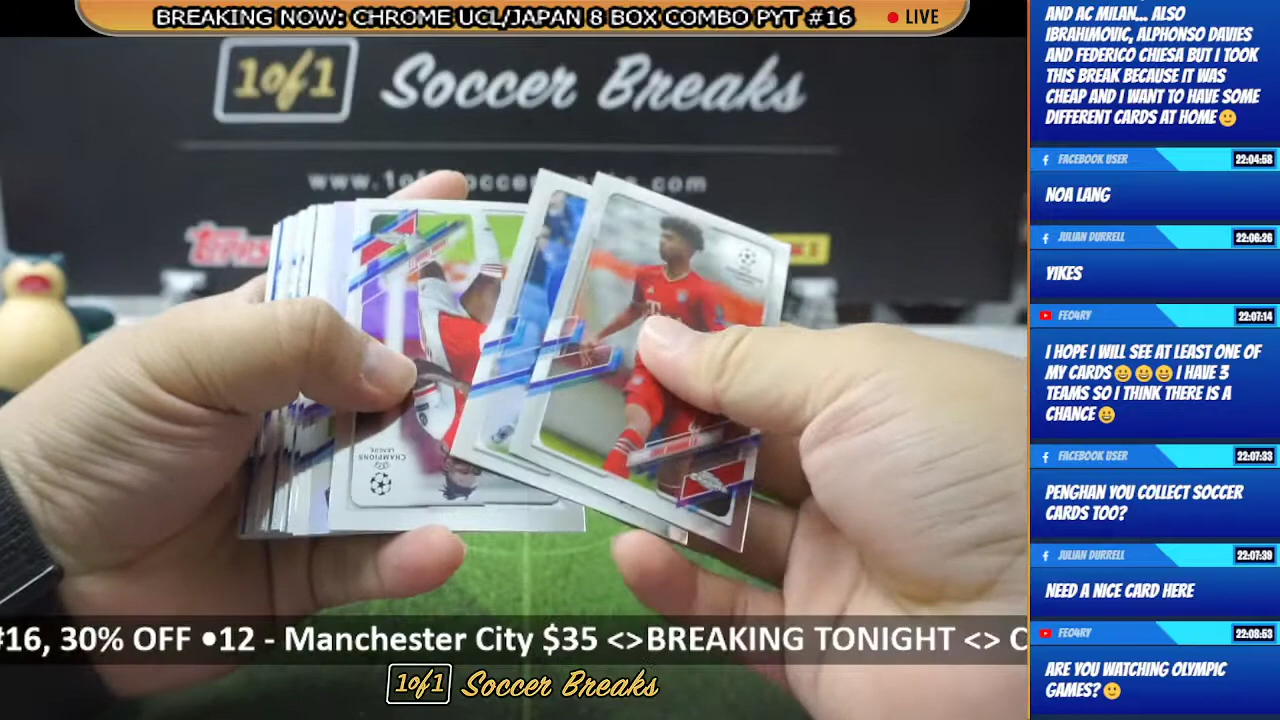 BREAKING NOW: CHROME UCL/JAPAN 8 BOX COMBO PYT #16
LIVE
1of1 Soccer Breaks
topps
CHAMPIONS
LEAGUE
#16, 30% OFF •12 - Manchester City $35 <>BREAKING TONIGHT <> C
1of1 Soccer Breaks
AND AC MILAN... ALSO
IBRAHIMOVIC, ALPHONSO DAVIES
AND FEDERICO CHIESA BUT I TOOK
THIS BREAK BECAUSE IT WAS
CHEAP AND I WANT TO HAVE SOME
DIFFERENT CARDS AT HOME🙂
FACEBOOK USER 22:04:58
NOA LANG
JULIAN DURRELL 22:06:26
YIKES
FEO4RY 22:07:14
I HOPE I WILL SEE AT LEAST ONE OF
MY CARDS😀😀😀 I HAVE 3
TEAMS SO I THINK THERE IS A
CHANCE😀
FACEBOOK USER 22:07:33
PENGHAN YOU COLLECT SOCCER
CARDS TOO?
JULIAN DURRELL 22:07:39
NEED A NICE CARD HERE
FEO4RY 22:08:53
ARE YOU WATCHING OLYMPIC
GAMES?🙂